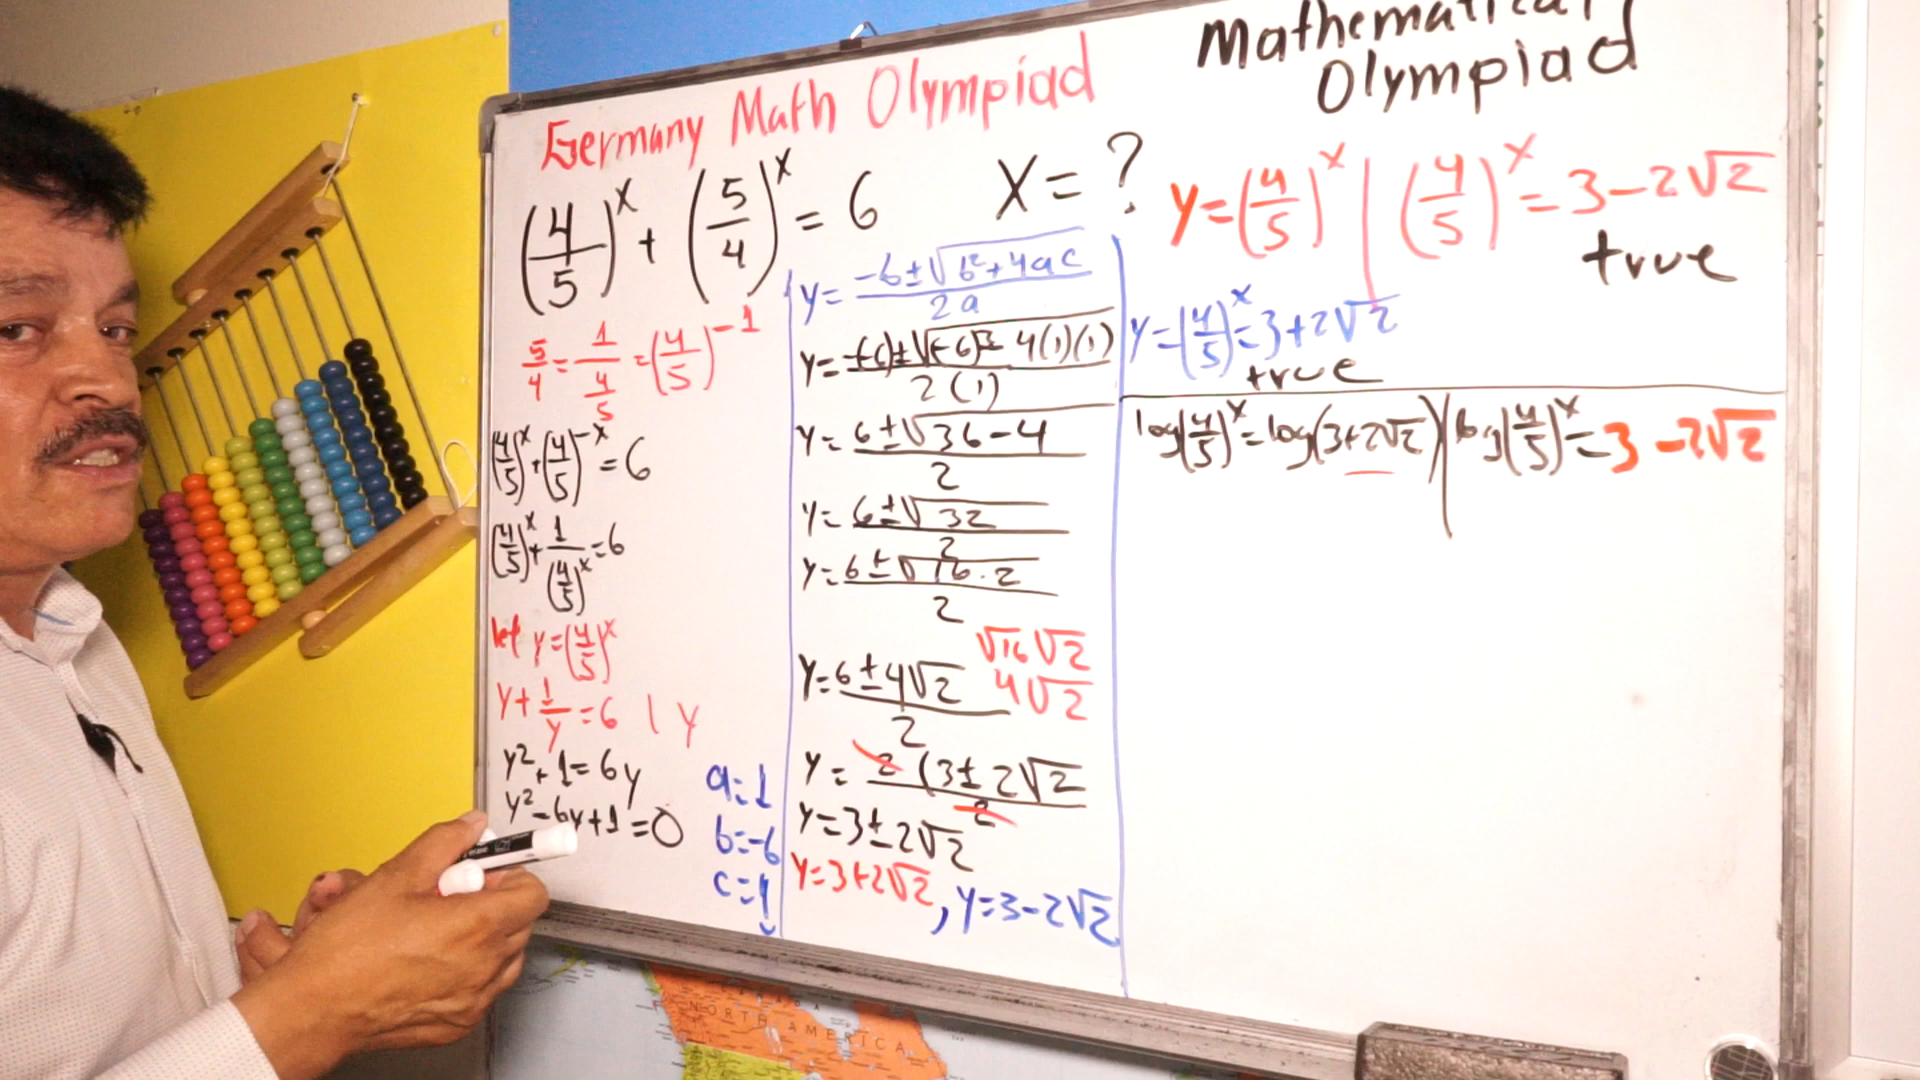 Germany Math Olympiad
(4/5)^x + (5/4)^x = 6 x = ?
5/4 = 1/(4/5) = (4/5)^-1
(4/5)^x + (4/5)^-x = 6
(4/5)^x + 1/(4/5)^x = 6
let y = (4/5)^x
y + 1/y = 6 | y
y² + 1 = 6y
y² - 6y + 1 = 0
a = 1
b = -6
c = 1
y = (-b ± √(b² + 4ac))/(2a)
y = (-(-6) ± √((-6)² - 4(1)(1)))/(2(1))
y = (6 ± √(36 - 4))/2
y = (6 ± √32)/2
y = (6 ± √(16 · 2))/2
√16 √2
4√2
y = (6 ± 4√2)/2
y = 2(3 ± 2√2/2
y = 3 ± 2√2
y = 3 + 2√2, y = 3 - 2√2
Mathematical
Olympiad
y = (4/5)^x | (4/5)^x = 3 - 2√2
true
y = (4/5)^x = 3 + 2√2
true
log(4/5)^x = log(3 + 2√2) | log(4/5)^x = 3 - 2√2
NORTH AMERICA